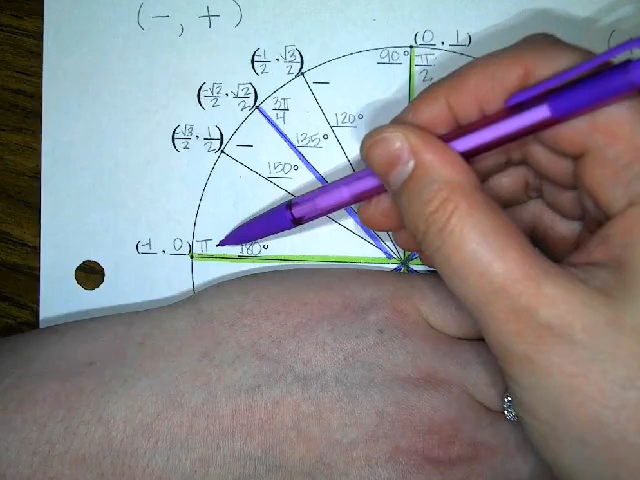 (-, +)
(0, 1)
90° π/2
(-1/2, √3/2)
(-√2/2, √2/2) 3π/4
120°
135°
(-√3/2, 1/2)
150°
(-1, 0) π 180°